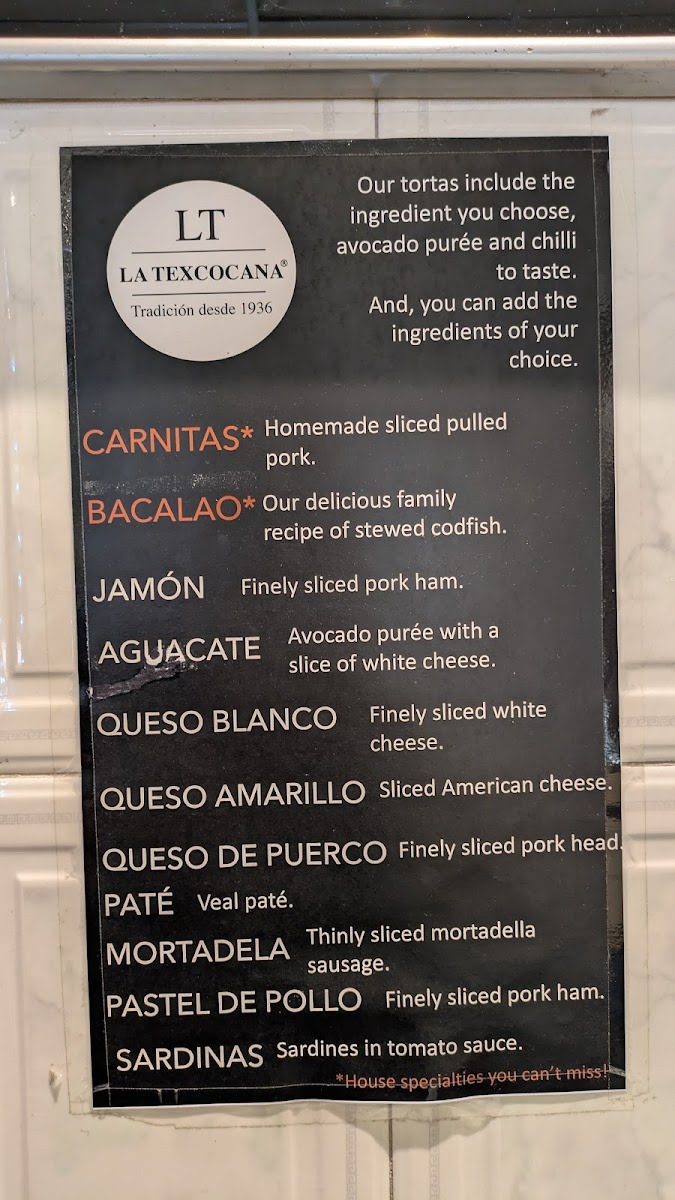 LT
LA TEXCOCANA®
Tradición desde 1936
Our tortas include the
ingredient you choose,
avocado purée and chilli
to taste.
And, you can add the
ingredients of your
choice.
CARNITAS* Homemade sliced pulled
pork.
BACALAO* Our delicious family
recipe of stewed codfish.
JAMÓN Finely sliced pork ham.
AGUACATE Avocado purée with a
slice of white cheese.
QUESO BLANCO Finely sliced white
cheese.
QUESO AMARILLO Sliced American cheese.
QUESO DE PUERCO Finely sliced pork head.
PATÉ Veal paté.
MORTADELA Thinly sliced mortadella
sausage.
PASTEL DE POLLO Finely sliced pork ham.
SARDINAS Sardines in tomato sauce.
*House specialties you can't miss!